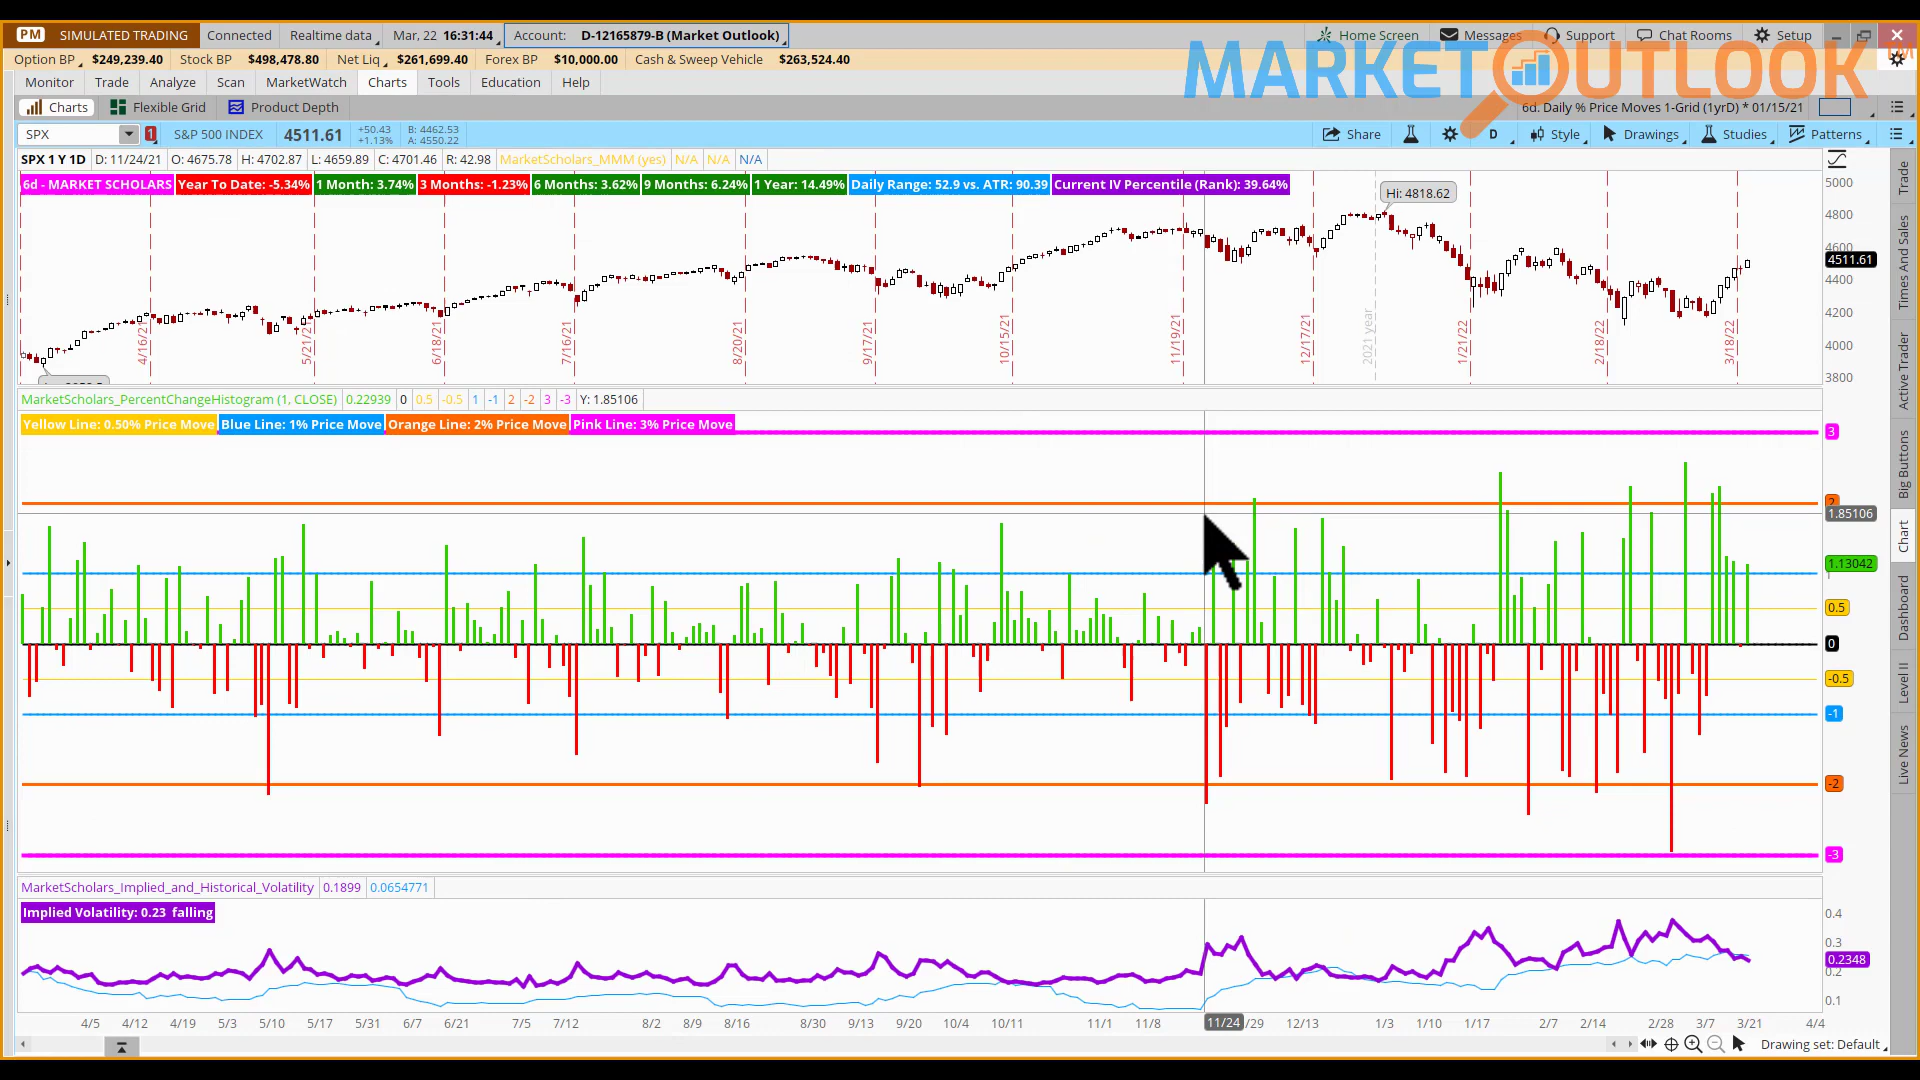 PM SIMULATED TRADING Connected Realtime data Mar, 22 16:31:44 Account: D-12165879-B (Market Outlook) Home Screen Messages Support Chat Rooms Setup
MARKETOUTLOOK
Option BP $249,239.40 Stock BP $498,478.80 Net Liq $261,699.40 Forex BP $10,000.00 Cash & Sweep Vehicle $263,524.40
Monitor Trade Analyze Scan MarketWatch Charts Tools Education Help
Charts Flexible Grid Product Depth 6d. Daily % Price Moves 1-Grid (1yrD) * 01/15/21
SPX 1 S&P 500 INDEX 4511.61 +50.43 B: 4462.53
+1.13% A: 4550.22
Share D Style Drawings Studies Patterns
SPX 1 Y 1D D: 11/24/21 O: 4675.78 H: 4702.87 L: 4659.89 C: 4701.46 R: 42.98 MarketScholars_MMM (yes) N/A N/A N/A
6d - MARKET SCHOLARS Year To Date: -5.34% 1 Month: 3.74% 3 Months: -1.23% 6 Months: 3.62% 9 Months: 6.24% 1 Year: 14.49% Daily Range: 52.9 vs. ATR: 90.39 Current IV Percentile (Rank): 39.64%
Hi: 4818.62
5000
4800
4600
4511.61
4400
4200
4000
3800
4/16/21 5/21/21 6/18/21 7/16/21 8/20/21 9/17/21 10/15/21 11/19/21 12/17/21 2021 year 1/21/22 2/18/22 3/18/22
MarketScholars_PercentChangeHistogram (1, CLOSE) 0.22939 0 0.5 -0.5 1 -1 2 -2 3 -3 Y: 1.85106
Yellow Line: 0.50% Price Move Blue Line: 1% Price Move Orange Line: 2% Price Move Pink Line: 3% Price Move
3
2
1.85106
1.13042
0.5
0
-0.5
-1
-2
-3
MarketScholars_Implied_and_Historical_Volatility 0.1899 0.0654771
Implied Volatility: 0.23 falling
0.4
0.3
0.2348
0.2
0.1
4/5 4/12 4/19 5/3 5/10 5/17 5/31 6/7 6/21 7/5 7/12 8/2 8/9 8/16 8/30 9/13 9/20 10/4 10/11 11/1 11/8 11/24 /29 12/13 1/3 1/10 1/17 2/7 2/14 2/28 3/7 3/21 4/4
Drawing set: Default
Trade
Times And Sales
Active Trader
Big Buttons
Chart
Dashboard
Level II
Live News